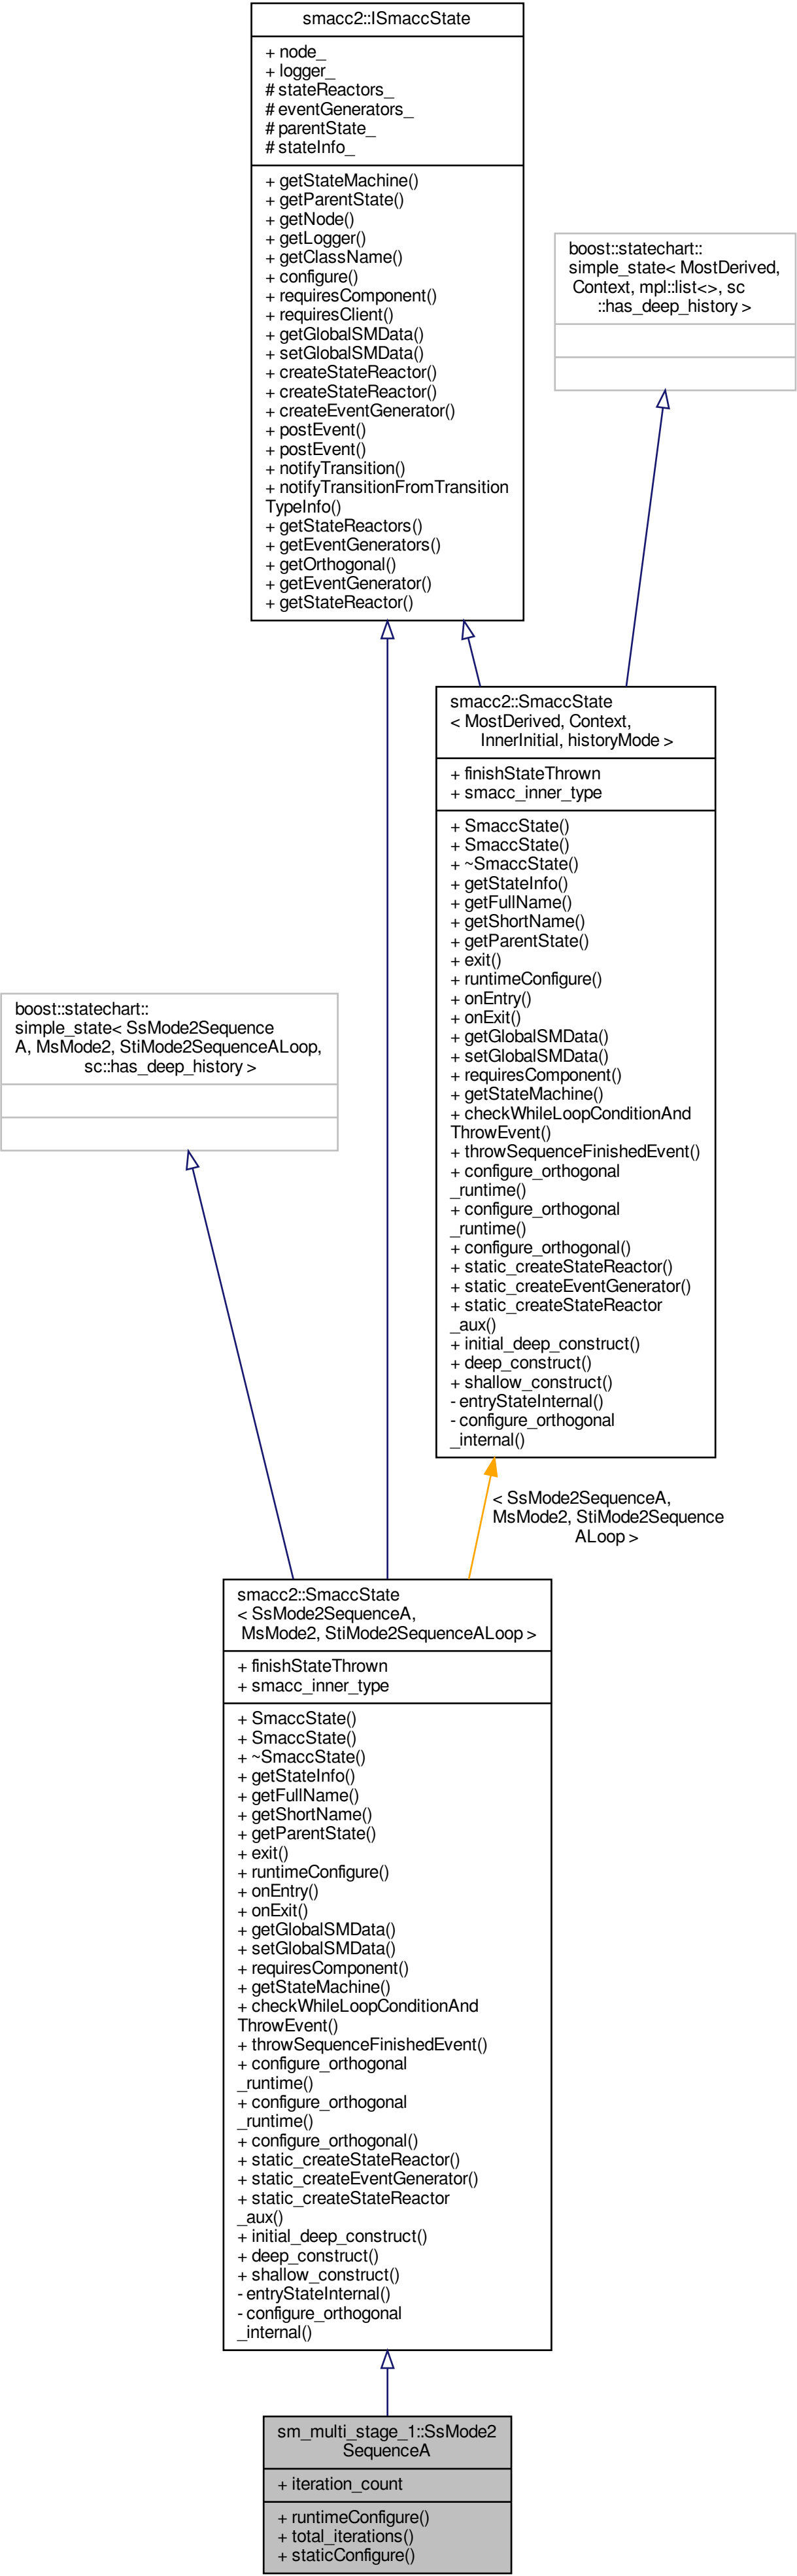 smacc2::ISmaccState
+ node_
+ logger_
# stateReactors_
# eventGenerators_
# parentState_
# stateInfo_
+ getStateMachine()
+ getParentState()
+ getNode()
+ getLogger()
+ getClassName()
+ configure()
+ requiresComponent()
+ requiresClient()
+ getGlobalSMData()
+ setGlobalSMData()
+ createStateReactor()
+ createStateReactor()
+ createEventGenerator()
+ postEvent()
+ postEvent()
+ notifyTransition()
+ notifyTransitionFromTransition
TypeInfo()
+ getStateReactors()
+ getEventGenerators()
+ getOrthogonal()
+ getEventGenerator()
+ getStateReactor()
boost::statechart::
simple_state< MostDerived,
Context, mpl::list<>, sc
::has_deep_history >
smacc2::SmaccState
< MostDerived, Context,
InnerInitial, historyMode >
+ finishStateThrown
+ smacc_inner_type
+ SmaccState()
+ SmaccState()
+ ~SmaccState()
+ getStateInfo()
+ getFullName()
+ getShortName()
+ getParentState()
+ exit()
+ runtimeConfigure()
+ onEntry()
+ onExit()
+ getGlobalSMData()
+ setGlobalSMData()
+ requiresComponent()
+ getStateMachine()
+ checkWhileLoopConditionAnd
ThrowEvent()
+ throwSequenceFinishedEvent()
+ configure_orthogonal
_runtime()
+ configure_orthogonal
_runtime()
+ configure_orthogonal()
+ static_createStateReactor()
+ static_createEventGenerator()
+ static_createStateReactor
_aux()
+ initial_deep_construct()
+ deep_construct()
+ shallow_construct()
- entryStateInternal()
- configure_orthogonal
_internal()
boost::statechart::
simple_state< SsMode2Sequence
A, MsMode2, StiMode2SequenceALoop,
sc::has_deep_history >
< SsMode2SequenceA,
MsMode2, StiMode2Sequence
ALoop >
smacc2::SmaccState
< SsMode2SequenceA,
MsMode2, StiMode2SequenceALoop >
+ finishStateThrown
+ smacc_inner_type
+ SmaccState()
+ SmaccState()
+ ~SmaccState()
+ getStateInfo()
+ getFullName()
+ getShortName()
+ getParentState()
+ exit()
+ runtimeConfigure()
+ onEntry()
+ onExit()
+ getGlobalSMData()
+ setGlobalSMData()
+ requiresComponent()
+ getStateMachine()
+ checkWhileLoopConditionAnd
ThrowEvent()
+ throwSequenceFinishedEvent()
+ configure_orthogonal
_runtime()
+ configure_orthogonal
_runtime()
+ configure_orthogonal()
+ static_createStateReactor()
+ static_createEventGenerator()
+ static_createStateReactor
_aux()
+ initial_deep_construct()
+ deep_construct()
+ shallow_construct()
- entryStateInternal()
- configure_orthogonal
_internal()
sm_multi_stage_1::SsMode2
SequenceA
+ iteration_count
+ runtimeConfigure()
+ total_iterations()
+ staticConfigure()